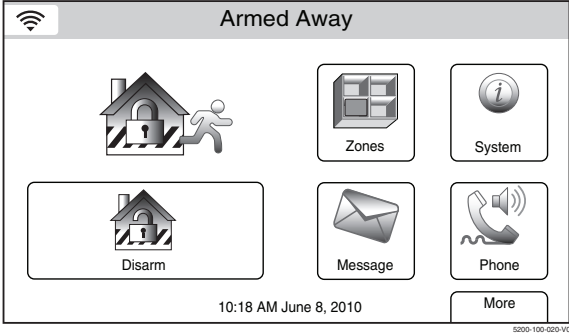 Armed Away
Zones
System
Disarm
Message
Phone
10:18 AM June 8, 2010
More
5200-100-020-V0